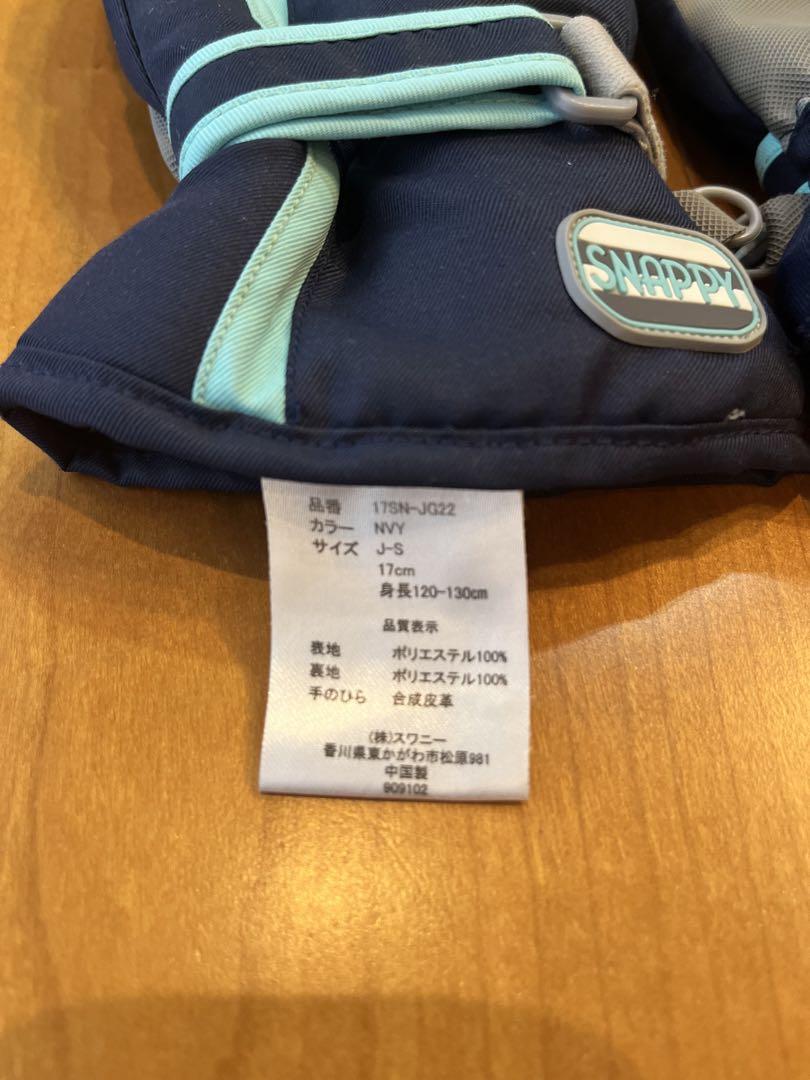 SNAPPY
品番 17SN-JG22
カラー NVY
サイズ J-S
17cm
身長120-130cm
品質表示
表地 ポリエステル100%
裏地 ポリエステル100%
手のひら 合成皮革
(株)スワニー
香川県東かがわ市松原981
中国製
909102